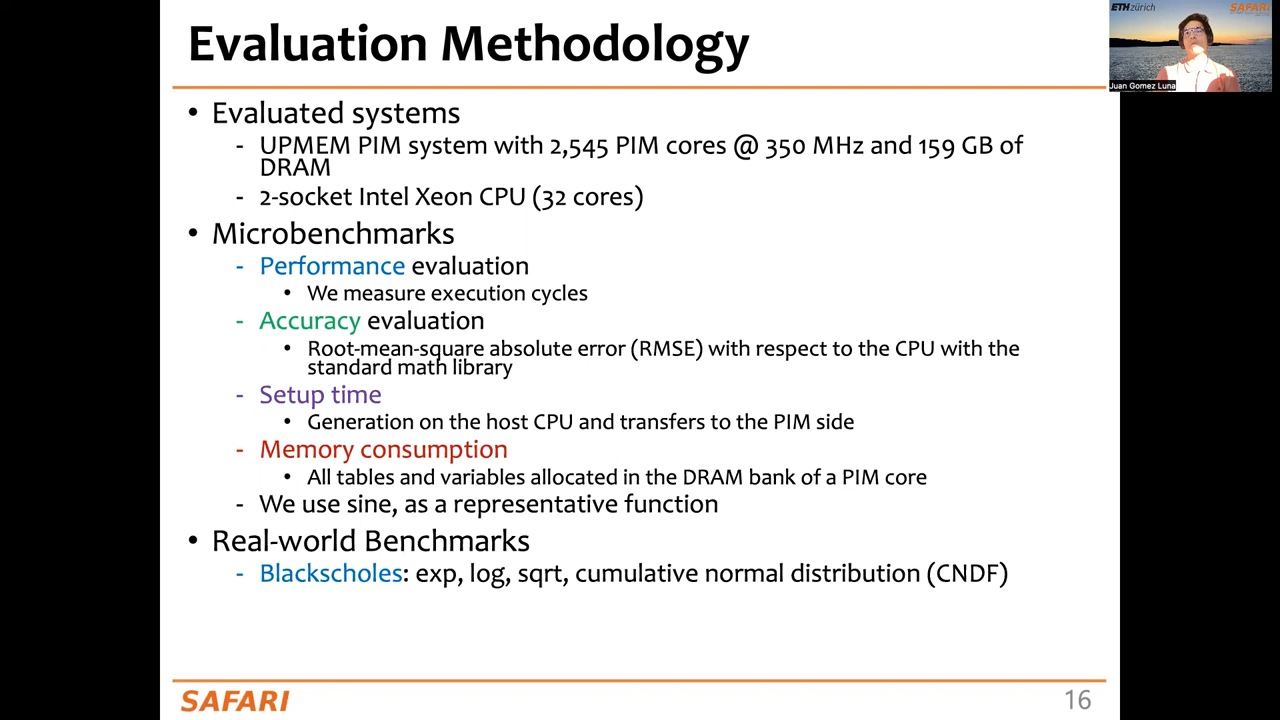 Evaluation Methodology
ETH zürich
SAFARI
Juan Gomez Luna
• Evaluated systems
- UPMEM PIM system with 2,545 PIM cores @ 350 MHz and 159 GB of
DRAM
- 2-socket Intel Xeon CPU (32 cores)
• Microbenchmarks
- Performance evaluation
• We measure execution cycles
- Accuracy evaluation
• Root-mean-square absolute error (RMSE) with respect to the CPU with the
standard math library
- Setup time
• Generation on the host CPU and transfers to the PIM side
- Memory consumption
• All tables and variables allocated in the DRAM bank of a PIM core
- We use sine, as a representative function
• Real-world Benchmarks
- Blackscholes: exp, log, sqrt, cumulative normal distribution (CNDF)
SAFARI
16